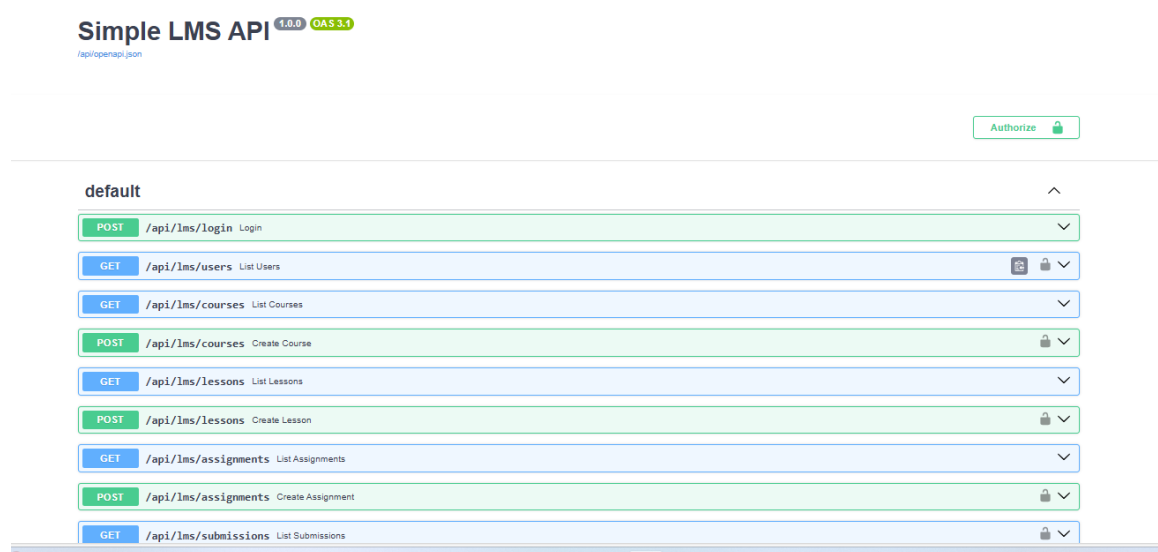 Simple LMS API 1.0.0 OAS 3.1
/api/openapi.json
Authorize
default
POST /api/lms/login Login
GET /api/lms/users List Users
GET /api/lms/courses List Courses
POST /api/lms/courses Create Course
GET /api/lms/lessons List Lessons
POST /api/lms/lessons Create Lesson
GET /api/lms/assignments List Assignments
POST /api/lms/assignments Create Assignment
GET /api/lms/submissions List Submissions